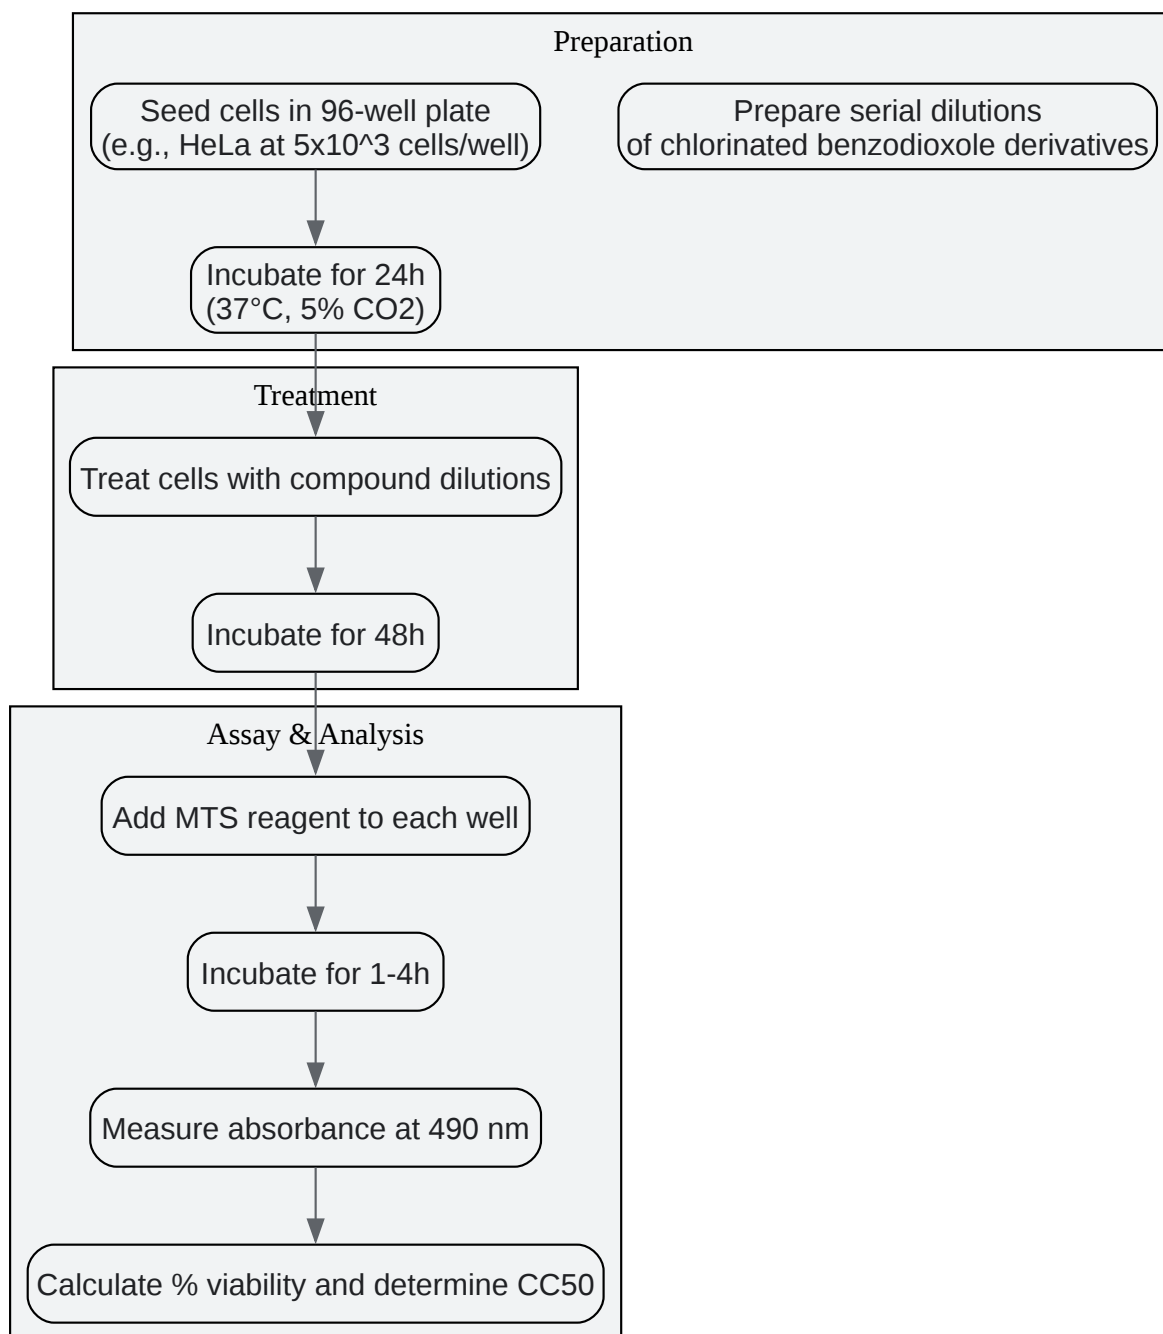 Preparation
Seed cells in 96-well plate
(e.g., HeLa at 5x10^3 cells/well)
Prepare serial dilutions
of chlorinated benzodioxole derivatives
Incubate for 24h
(37°C, 5% CO2)
Treatment
Treat cells with compound dilutions
Incubate for 48h
Assay & Analysis
Add MTS reagent to each well
Incubate for 1-4h
Measure absorbance at 490 nm
Calculate % viability and determine CC50